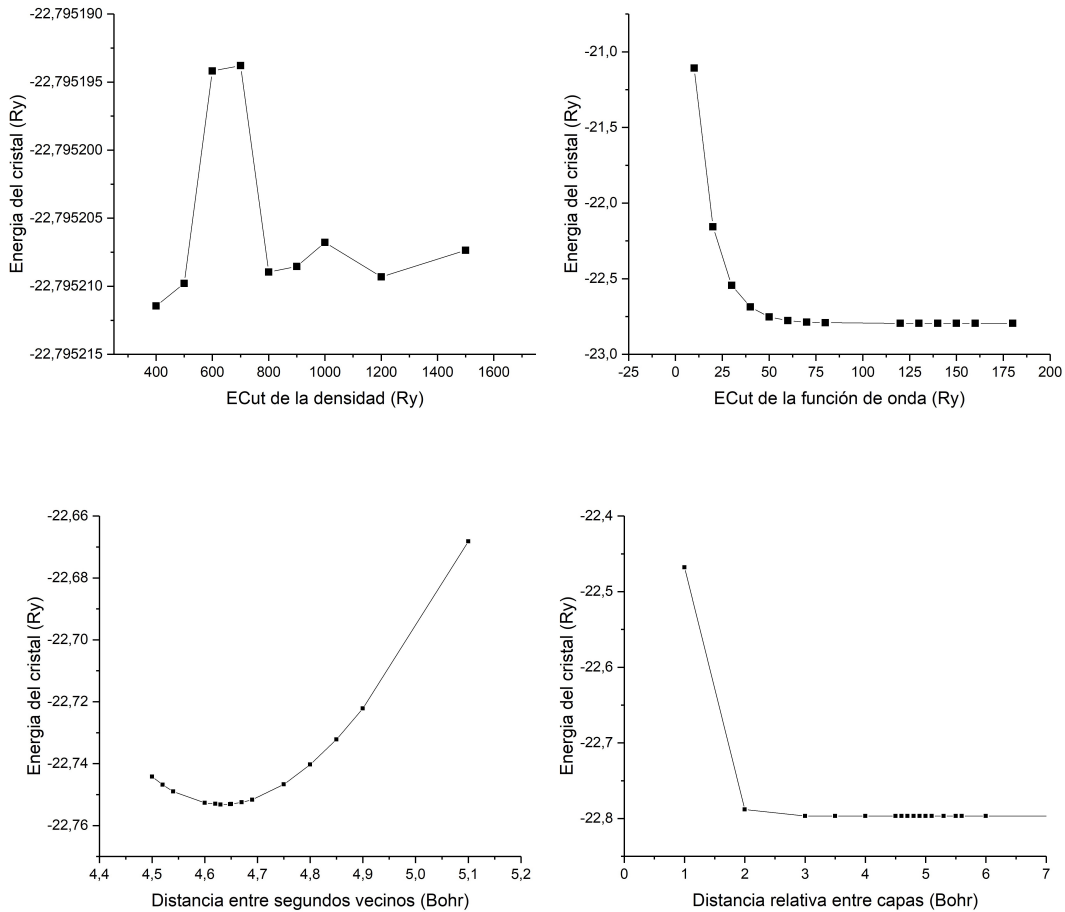 -22,795190
-22,795195
-22,795200
-22,795205
-22,795210
-22,795215
Energia del cristal (Ry)
400 600 800 1000 1200 1400 1600
ECut de la densidad (Ry)
-21,0
-21,5
-22,0
-22,5
-23,0
Energia del cristal (Ry)
-25 0 25 50 75 100 125 150 175 200
ECut de la función de onda (Ry)
-22,66
-22,68
-22,70
-22,72
-22,74
-22,76
Energia del cristal (Ry)
4,4 4,5 4,6 4,7 4,8 4,9 5,0 5,1 5,2
Distancia entre segundos vecinos (Bohr)
-22,4
-22,5
-22,6
-22,7
-22,8
Energia del cristal (Ry)
0 1 2 3 4 5 6 7
Distancia relativa entre capas (Bohr)